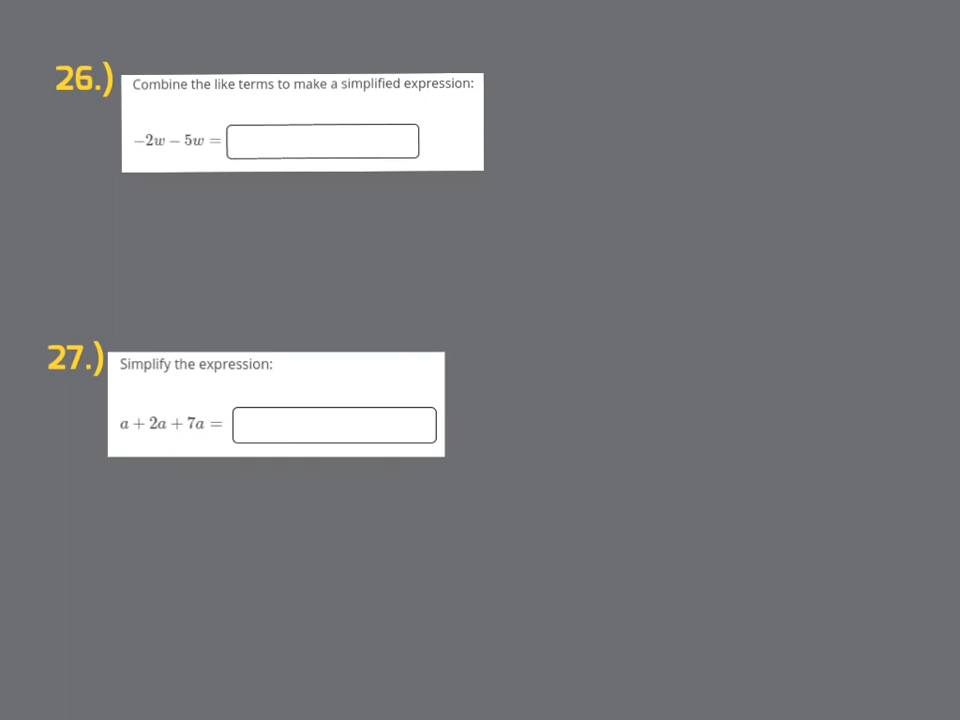 26.)
Combine the like terms to make a simplified expression:
−2w − 5w =
27.)
Simplify the expression:
a + 2a + 7a =